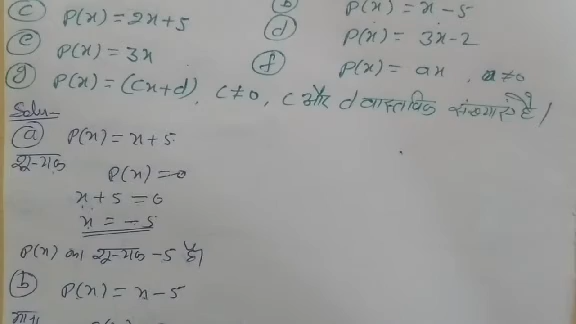 (c) P(x) = 2x+5 (b) P(x) = x-5
(e) P(x) = 3x (d) P(x) = 3x-2
(g) P(x) = (cx+d), c≠0, c और d वास्तविक संख्याएं है। (f) P(x) = ax, a≠0
Solu-
(a) P(x) = x+5
शून्यक
P(x) = 0
x+5 = 0
x = -5
P(x) का शून्यक -5 है।
(b) P(x) = x-5
माना